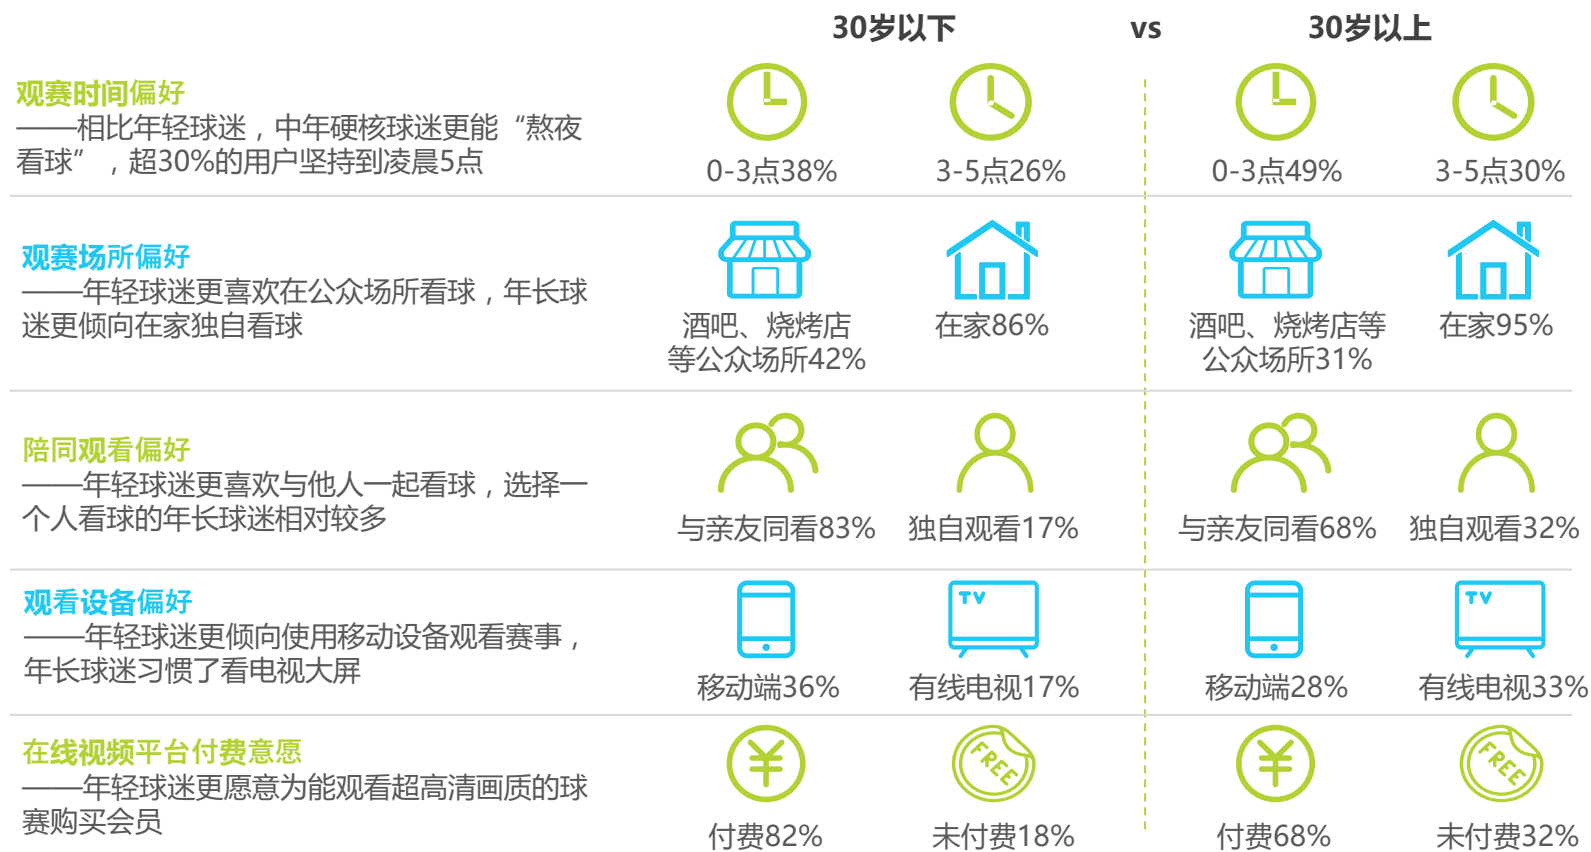 30岁以下 vs 30岁以上
观赛时间偏好
——相比年轻球迷，中年硬核球迷更能“熬夜
看球”，超30%的用户坚持到凌晨5点
0-3点38%
3-5点26%
0-3点49%
3-5点30%
观赛场所偏好
——年轻球迷更喜欢在公众场所看球，年长球
迷更倾向在家独自看球
酒吧、烧烤店
等公众场所42%
在家86%
酒吧、烧烤店等
公众场所31%
在家95%
陪同观看偏好
——年轻球迷更喜欢与他人一起看球，选择一
个人看球的年长球迷相对较多
与亲友同看83%
独自观看17%
与亲友同看68%
独自观看32%
观看设备偏好
——年轻球迷更倾向使用移动设备观看赛事，
年长球迷习惯了看电视大屏
移动端36%
TV
有线电视17%
移动端28%
TV
有线电视33%
在线视频平台付费意愿
——年轻球迷更愿意为能观看超高清画质的球
赛购买会员
¥
付费82%
FREE
未付费18%
¥
付费68%
FREE
未付费32%